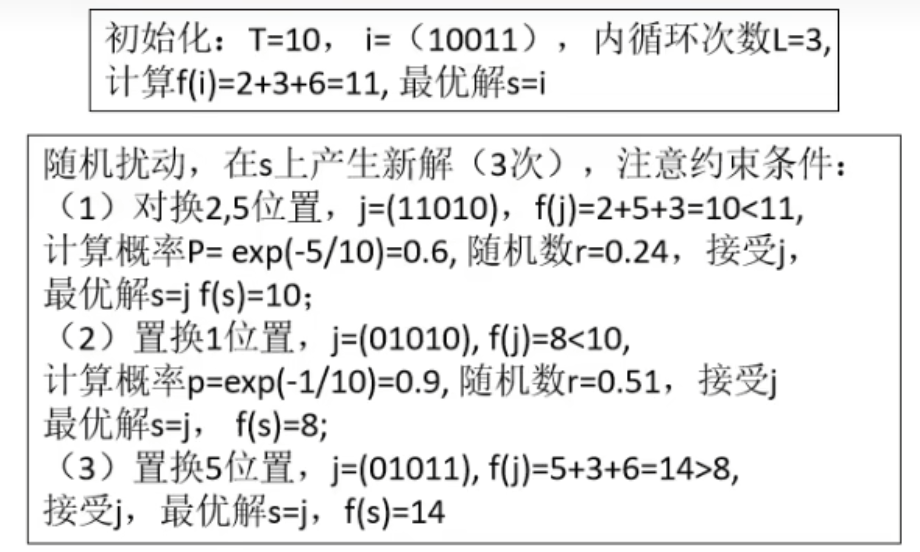 初始化：T=10， i=（10011），内循环次数L=3,
计算f(i)=2+3+6=11, 最优解s=i
随机扰动，在s上产生新解（3次），注意约束条件：
（1）对换2,5位置，j=(11010)，f(j)=2+5+3=10<11,
计算概率P= exp(-5/10)=0.6, 随机数r=0.24，接受j，
最优解s=j f(s)=10；
（2）置换1位置，j=(01010), f(j)=8<10,
计算概率p=exp(-1/10)=0.9, 随机数r=0.51，接受j
最优解s=j， f(s)=8;
（3）置换5位置，j=(01011), f(j)=5+3+6=14>8,
接受j，最优解s=j，f(s)=14